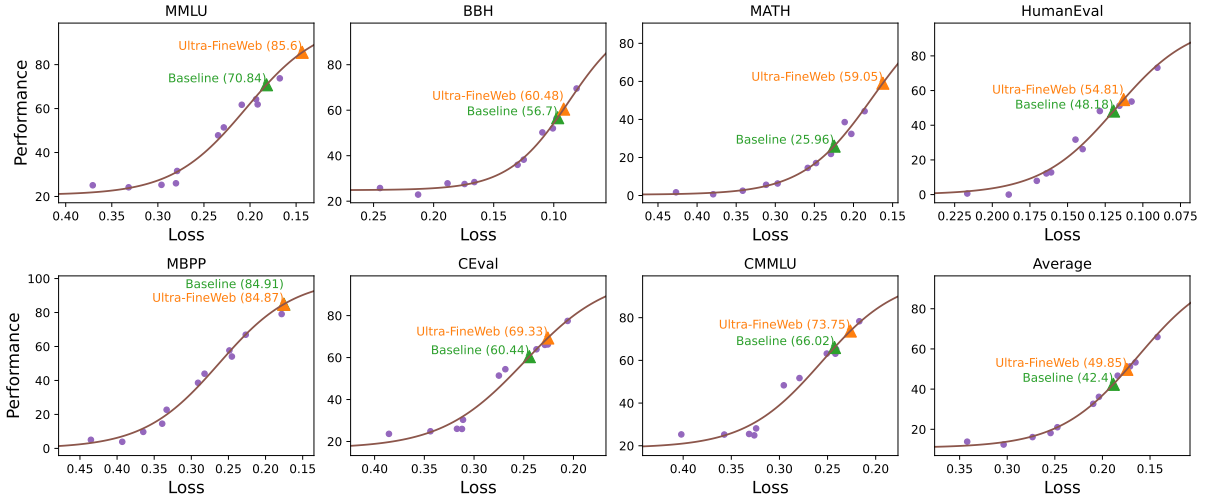 MMLU
Performance
80
60
40
20
Ultra-FineWeb (85.6)
Baseline (70.84)
0.40 0.35 0.30 0.25 0.20 0.15
Loss
BBH
80
60
40
20
Ultra-FineWeb (60.48)
Baseline (56.7)
0.25 0.20 0.15 0.10
Loss
MATH
80
60
40
20
0
Ultra-FineWeb (59.05)
Baseline (25.96)
0.45 0.40 0.35 0.30 0.25 0.20 0.15
Loss
HumanEval
80
60
40
20
0
Ultra-FineWeb (54.81)
Baseline (48.18)
0.225 0.200 0.175 0.150 0.125 0.100 0.075
Loss
MBPP
Performance
100
80
60
40
20
0
Baseline (84.91)
Ultra-FineWeb (84.87)
0.45 0.40 0.35 0.30 0.25 0.20 0.15
Loss
CEval
80
60
40
20
Ultra-FineWeb (69.33)
Baseline (60.44)
0.40 0.35 0.30 0.25 0.20
Loss
CMMLU
80
60
40
20
Ultra-FineWeb (73.75)
Baseline (66.02)
0.40 0.35 0.30 0.25 0.20
Loss
Average
80
60
40
20
Ultra-FineWeb (49.85)
Baseline (42.4)
0.35 0.30 0.25 0.20 0.15
Loss